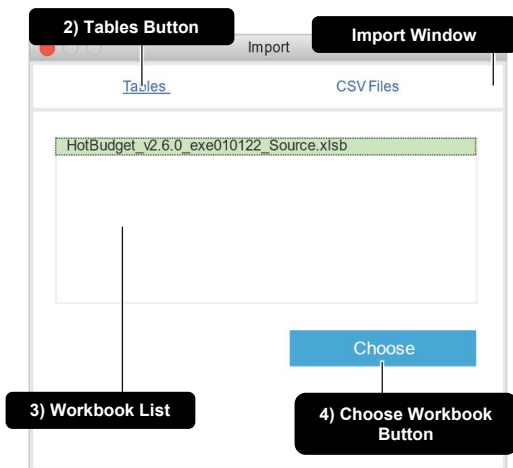 2) Tables Button
Import
Import Window
Tables
CSV Files
HotBudget_v2.6.0_exe010122_Source.xlsb
Choose
3) Workbook List
4) Choose Workbook
Button